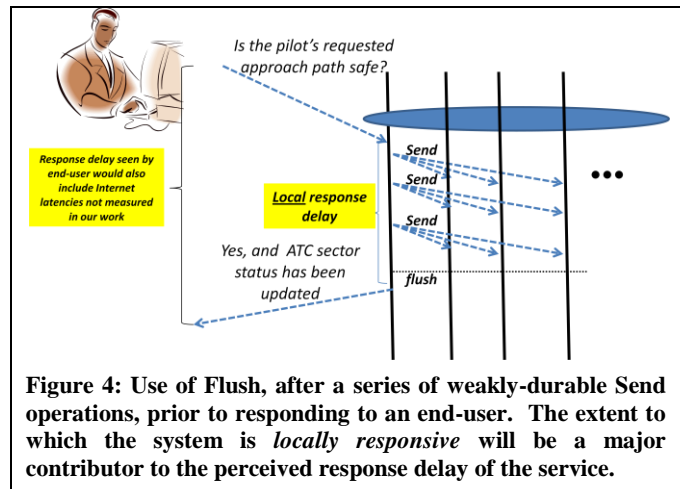 Is the pilot's requested
approach path safe?
Response delay seen by
end-user would also
include Internet
latencies not measured
in our work
Send
Send
Local response
delay
Send
Yes, and ATC sector
status has been
updated
flush
Figure 4: Use of Flush, after a series of weakly-durable Send
operations, prior to responding to an end-user. The extent to
which the system is locally responsive will be a major
contributor to the perceived response delay of the service.